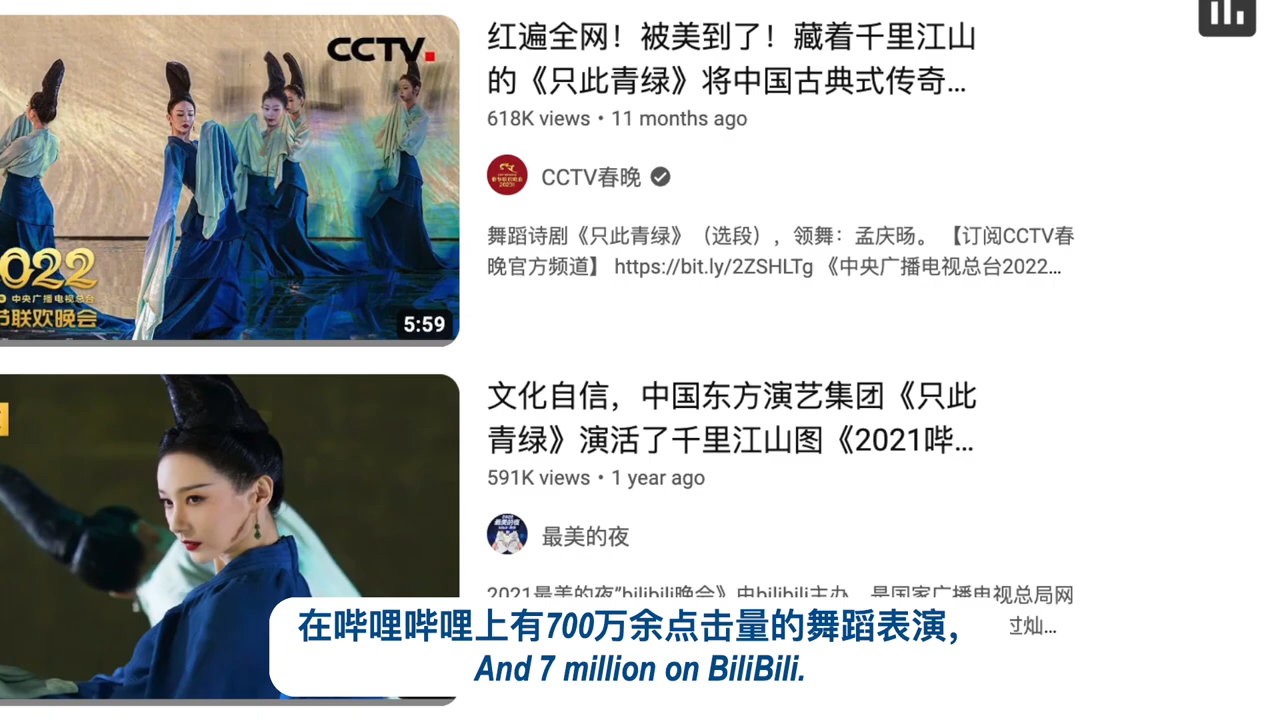 CCTV
2022
中央广播电视总台
节联欢晚会
5:59
红遍全网！被美到了！藏着千里江山
的《只此青绿》将中国古典式传奇…
618K views • 11 months ago
CCTV春晚
舞蹈诗剧《只此青绿》（选段），领舞：孟庆旸。 【订阅CCTV春
晚官方频道】 https://bit.ly/2ZSHLTg 《中央广播电视总台2022…
文化自信，中国东方演艺集团《只此
青绿》演活了千里江山图《2021哔…
591K views • 1 year ago
最美的夜
2021最美的夜”bilibili晚会》由bilibili主办，是国家广播电视总局网
过灿…
在哔哩哔哩上有700万余点击量的舞蹈表演，
And 7 million on BiliBili.